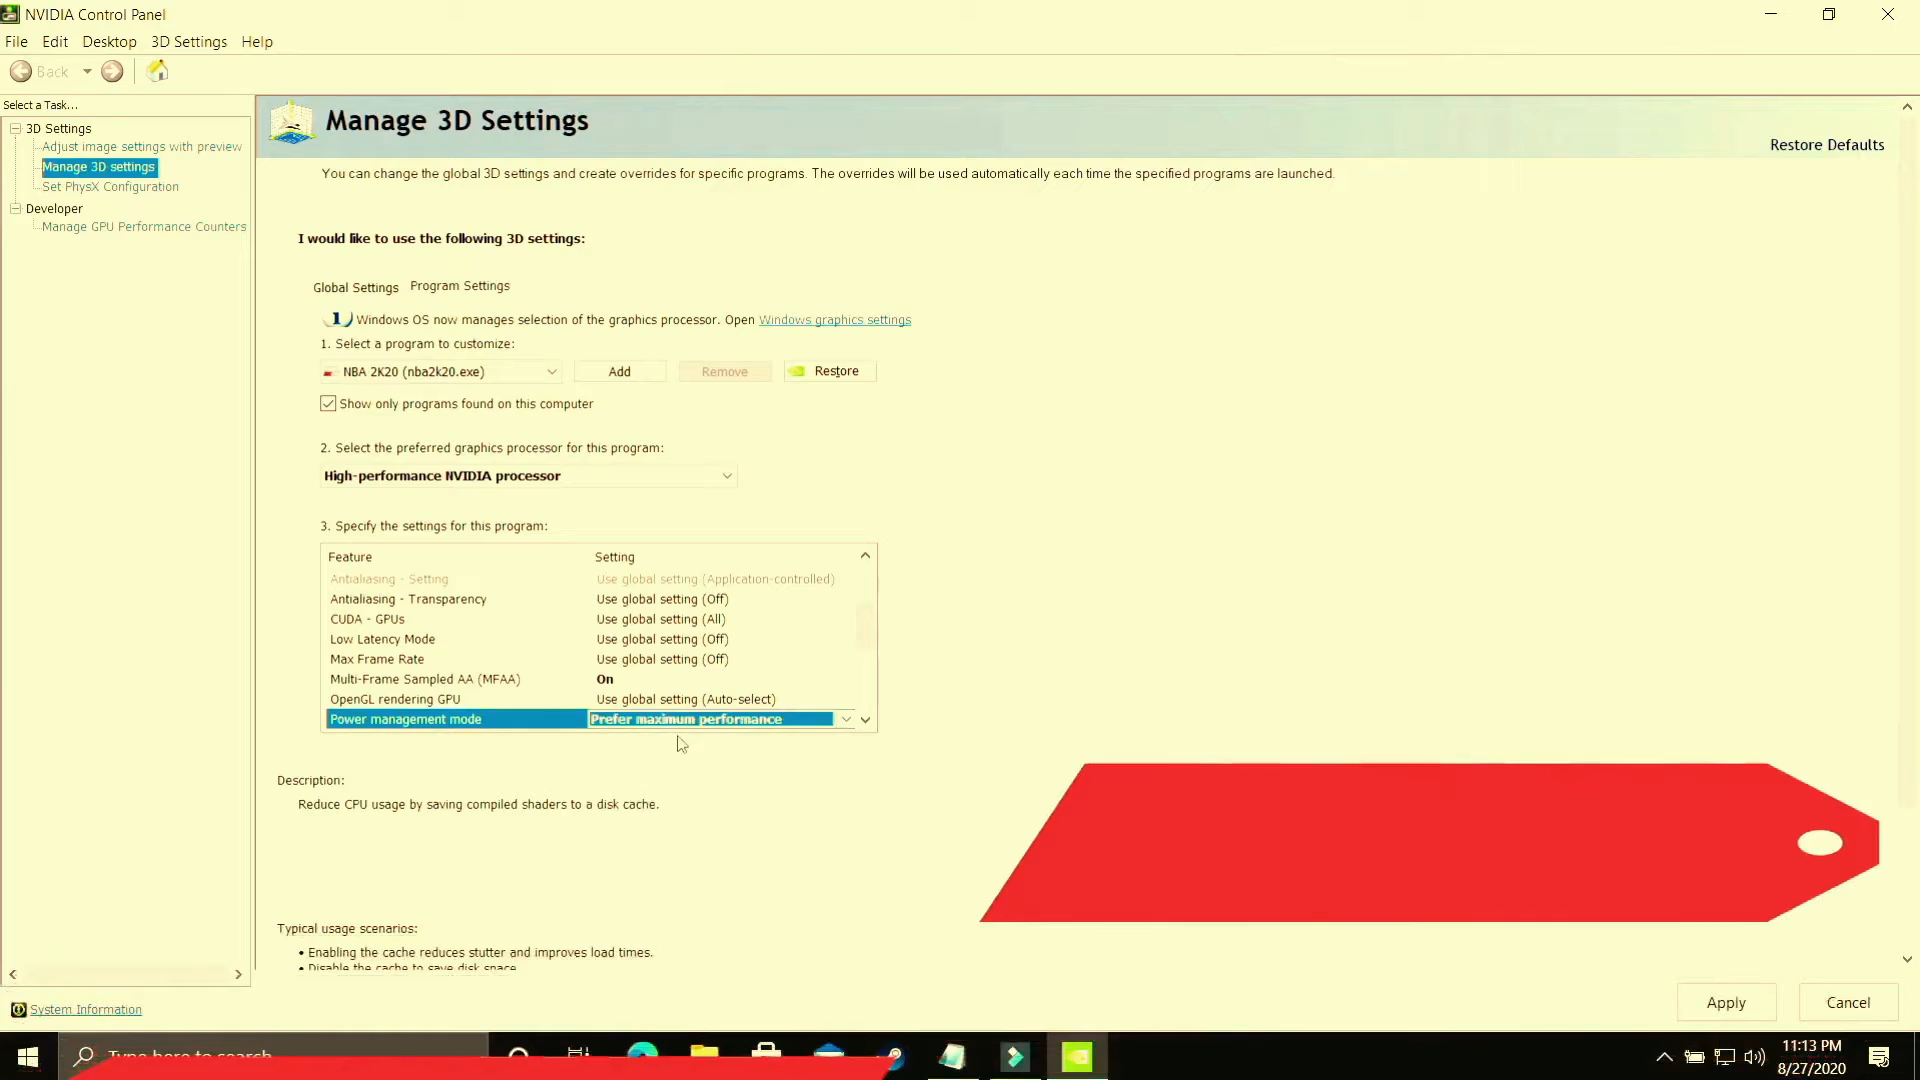 NVIDIA Control Panel
File Edit Desktop 3D Settings Help
Back
Select a Task...
3D Settings
Adjust image settings with preview
Manage 3D settings
Set PhysX Configuration
Developer
Manage GPU Performance Counters
System Information
Manage 3D Settings
Restore Defaults
You can change the global 3D settings and create overrides for specific programs. The overrides will be used automatically each time the specified programs are launched.
I would like to use the following 3D settings:
Global Settings Program Settings
Windows OS now manages selection of the graphics processor. Open Windows graphics settings
1. Select a program to customize:
NBA 2K20 (nba2k20.exe) Add Remove Restore
Show only programs found on this computer
2. Select the preferred graphics processor for this program:
High-performance NVIDIA processor
3. Specify the settings for this program:
Feature Setting
Antialiasing - Setting Use global setting (Application-controlled)
Antialiasing - Transparency Use global setting (Off)
CUDA - GPUs Use global setting (All)
Low Latency Mode Use global setting (Off)
Max Frame Rate Use global setting (Off)
Multi-Frame Sampled AA (MFAA) On
OpenGL rendering GPU Use global setting (Auto-select)
Power management mode Prefer maximum performance
Description:
Reduce CPU usage by saving compiled shaders to a disk cache.
Typical usage scenarios:
• Enabling the cache reduces stutter and improves load times.
• Disable the cache to save disk space
Apply Cancel
Type here to search
11:13 PM
8/27/2020